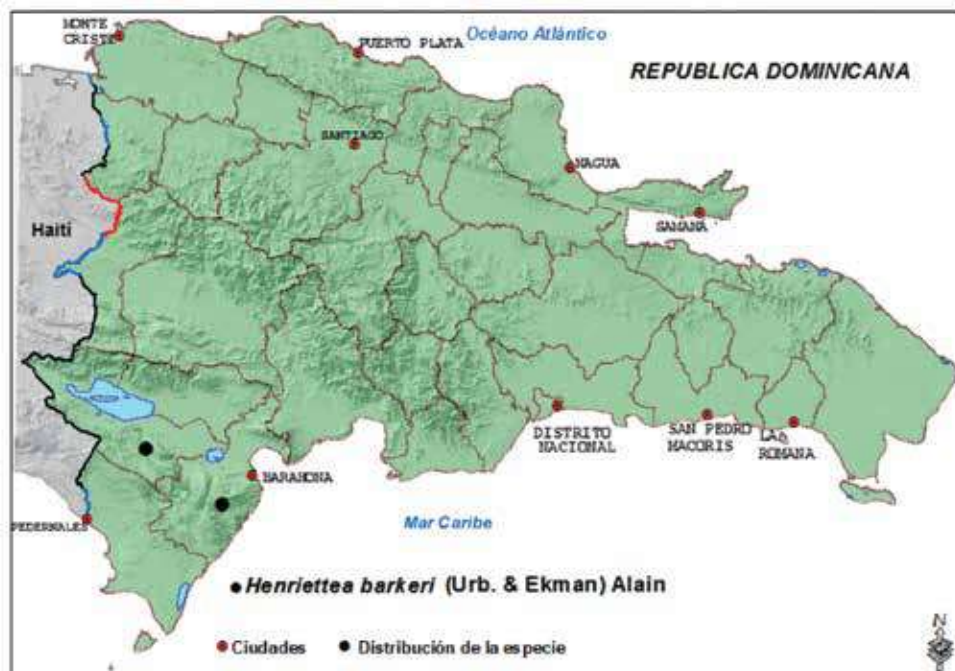 MONTE
CRISTE
PUERTO PLATA
Océano Atlántico
REPUBLICA DOMINICANA
SANTIAGO
NAGUA
SAMANA
Haití
DISTRITO
NACIONAL
SAN PEDRO
MACORIS
LA
ROMANA
BARAHONA
PEDERNALES
Mar Caribe
Henriettea barkeri (Urb. & Ekman) Alain
Ciudades
Distribución de la especie
N